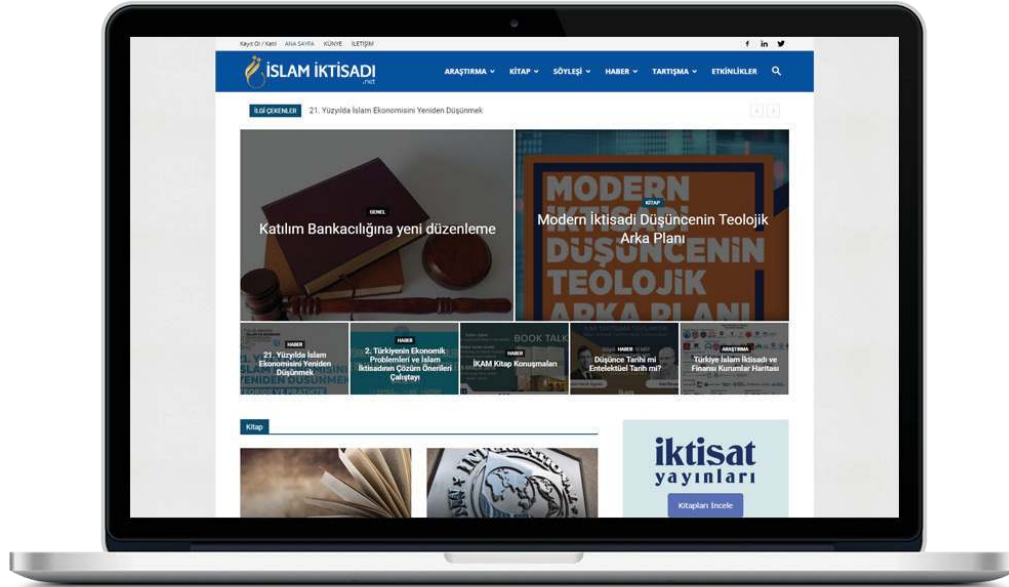 Kayıt Ol / Katıl ANA SAYFA KÜNYE İLETİŞİM
İSLAM İKTİSADI
.net
ARAŞTIRMA KİTAP SÖYLEŞİ HABER TARTIŞMA ETKİNLİKLER
İLGİ ÇEKENLER 21. Yüzyılda İslam Ekonomisini Yeniden Düşünmek
GENEL
Katılım Bankacılığına yeni düzenleme
MODERN
İKTİSADİ
DÜŞÜNCENİN
TEOLOJİK
ARKA PLANI
KİTAP
Modern İktisadi Düşüncenin Teolojik
Arka Planı
HABER
21. Yüzyılda İslam
Ekonomisini Yeniden
Düşünmek
HABER
2. Türkiyenin Ekonomik
Problemleri ve İslam
İktisadının Çözüm Önerileri
Çalıştayı
BOOK TALK
HABER
İKAM Kitap Konuşmaları
HABER
Düşünce Tarihi mi
Entelektüel Tarih mi?
ARAŞTIRMA
Türkiye İslam İktisadı ve
Finansı Kurumlar Haritası
Kitap
iktisat
yayınları
Kitapları İncele